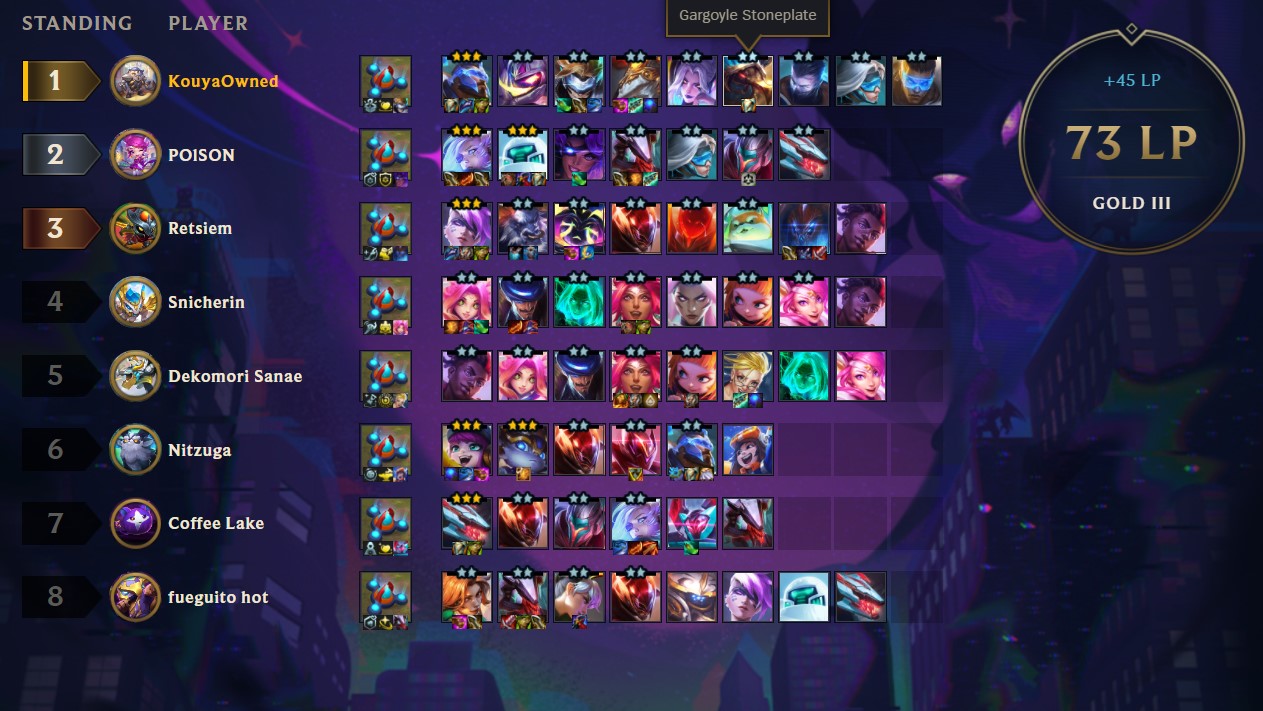 Gargoyle Stoneplate
STANDING PLAYER
1 KouyaOwned
+45 LP
73 LP
GOLD III
2 POISON
3 Retsiem
4 Snicherin
5 Dekomori Sanae
6 Nitzuga
7 Coffee Lake
8 fueguito hot